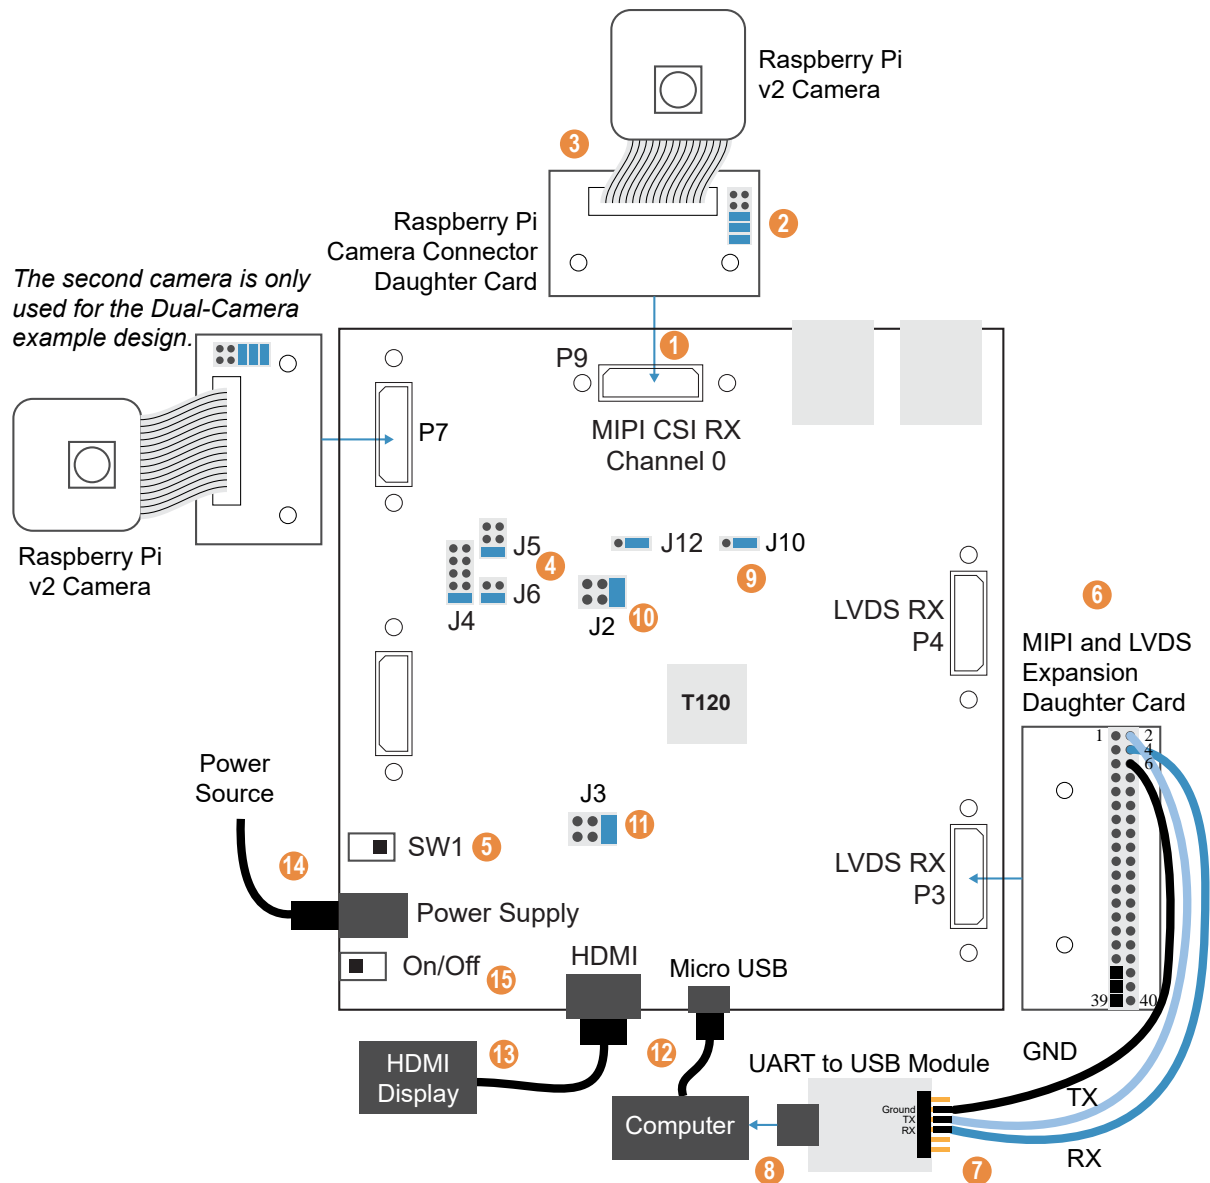 Raspberry Pi
v2 Camera
3
2
Raspberry Pi
Camera Connector
Daughter Card
The second camera is only
used for the Dual-Camera
example design.
1
P9
MIPI CSI RX
Channel 0
P7
Raspberry Pi
v2 Camera
J5
4
J6
J4
J12
J10
9
J2
10
LVDS RX
P4
6
MIPI and LVDS
Expansion
Daughter Card
T120
1
2
4
6
39
40
Power
Source
J3
11
SW1
5
14
LVDS RX
P3
Power Supply
On/Off
15
HDMI
Micro USB
13
12
HDMI
Display
Computer
8
UART to USB Module
Ground
TX
RX
7
GND
TX
RX